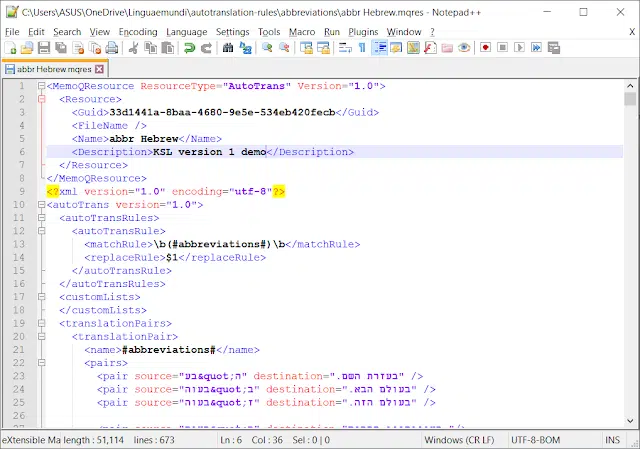 C:\Users\ASUS\OneDrive\Linguaemundi\autotranslation-rules\abbreviations\abbr Hebrew.mqres - Notepad++
File Edit Search View Encoding Language Settings Tools Macro Run Plugins Window ? X
abbr Hebrew.mqres
1 <MemoQResource ResourceType="AutoTrans" Version="1.0">
2 <Resource>
3 <Guid>33d1441a-8baa-4680-9e5e-534eb420fecb</Guid>
4 <FileName />
5 <Name>abbr Hebrew</Name>
6 <Description>KSL version 1 demo</Description>
7 </Resource>
8 </MemoQResource>
9 <?xml version="1.0" encoding="utf-8"?>
10 <autoTrans version="1.0">
11 <autoTransRules>
12 <autoTransRule>
13 <matchRule>\b(#abbreviations#)\b</matchRule>
14 <replaceRule>$1</replaceRule>
15 </autoTransRule>
16 </autoTransRules>
17 <customLists>
18 </customLists>
19 <translationPairs>
20 <translationPair>
21 <name>#abbreviations#</name>
22 <pairs>
23 <pair source="בע&quot;ה" destination="בעזרת השם." />
24 <pair source="בעוה&quot;ב" destination="בעולם הבא." />
25 <pair source="בעוה&quot;ז" destination="בעולם הזה." />
26
27
eXtensible Ma length : 51,114 lines : 673 Ln : 6 Col : 36 Sel : 0 | 0 Windows (CR LF) UTF-8-BOM INS